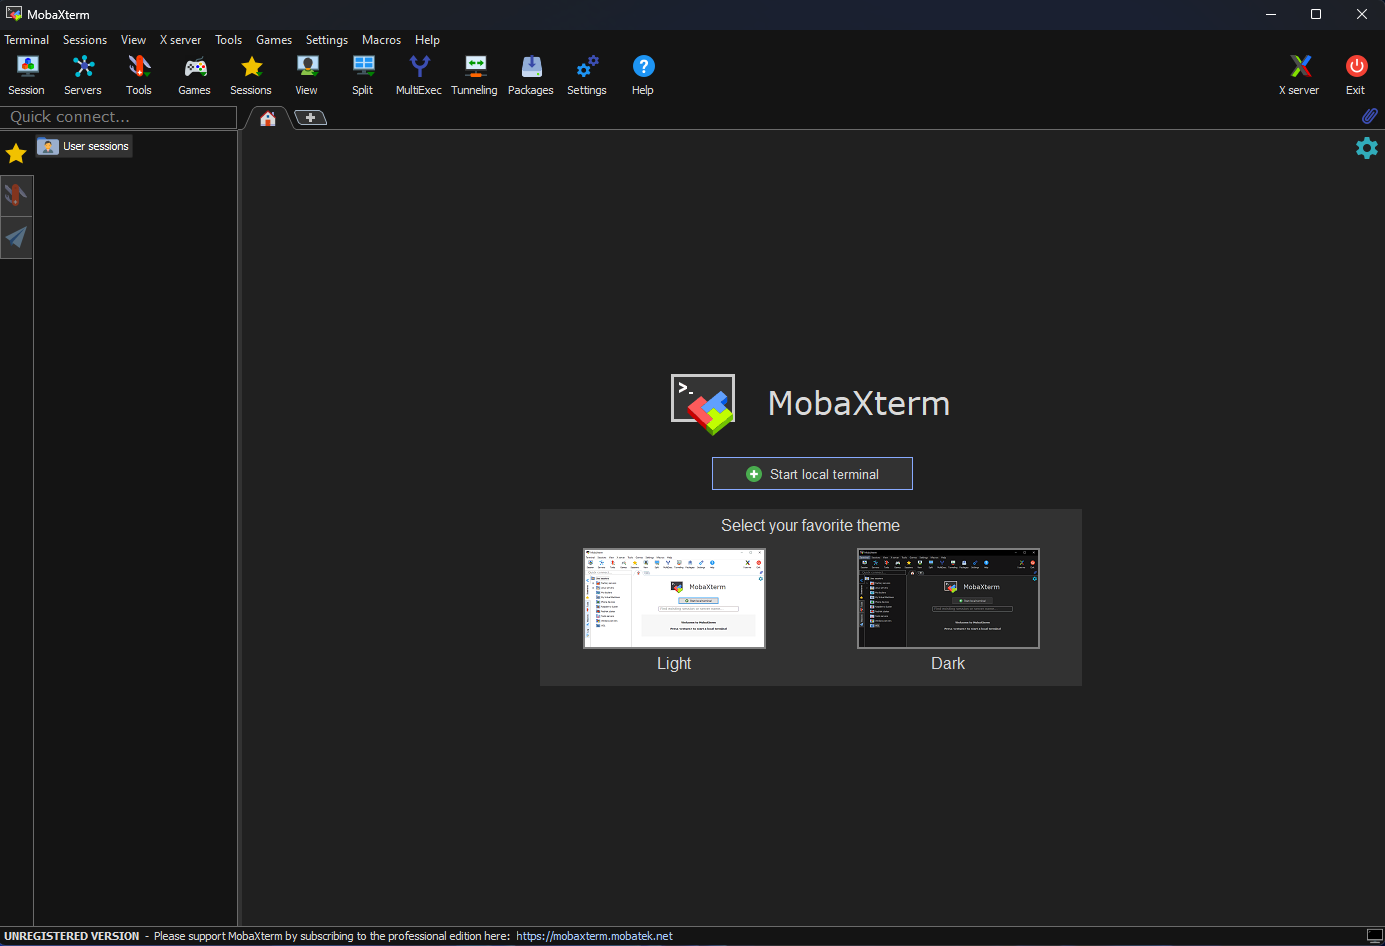 MobaXterm
Terminal Sessions View X server Tools Games Settings Macros Help
Session Servers Tools Games Sessions View Split MultiExec Tunneling Packages Settings Help X server Exit
Quick connect...
User sessions
MobaXterm
Start local terminal
Select your favorite theme
MobaXterm
MobaXterm
Light Dark
UNREGISTERED VERSION - Please support MobaXterm by subscribing to the professional edition here: https://mobaxterm.mobatek.net